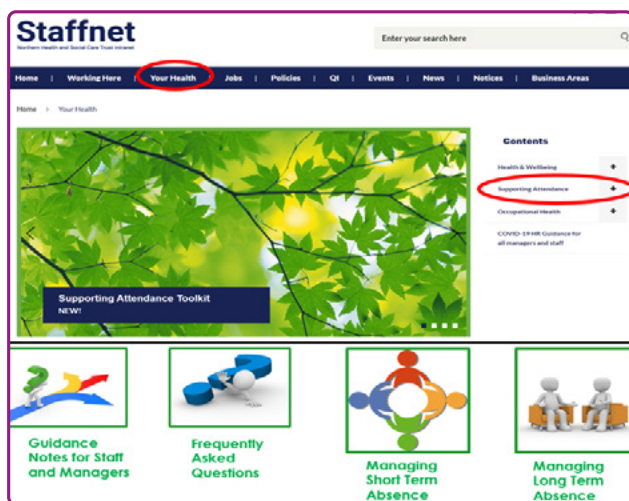 Staffnet
Northern Health and Social Care Trust Intranet
Enter your search here
Home | Working Here | Your Health | Jobs | Policies | QI | Events | News | Notices | Business Areas
Home > Your Health
Contents
Health & Wellbeing +
Supporting Attendance +
Occupational Health +
COVID-19 HR Guidance for
all managers and staff
Supporting Attendance Toolkit
NEW!
Guidance
Notes for Staff
and Managers
Frequently
Asked
Questions
Managing
Short Term
Absence
Managing
Long Term
Absence